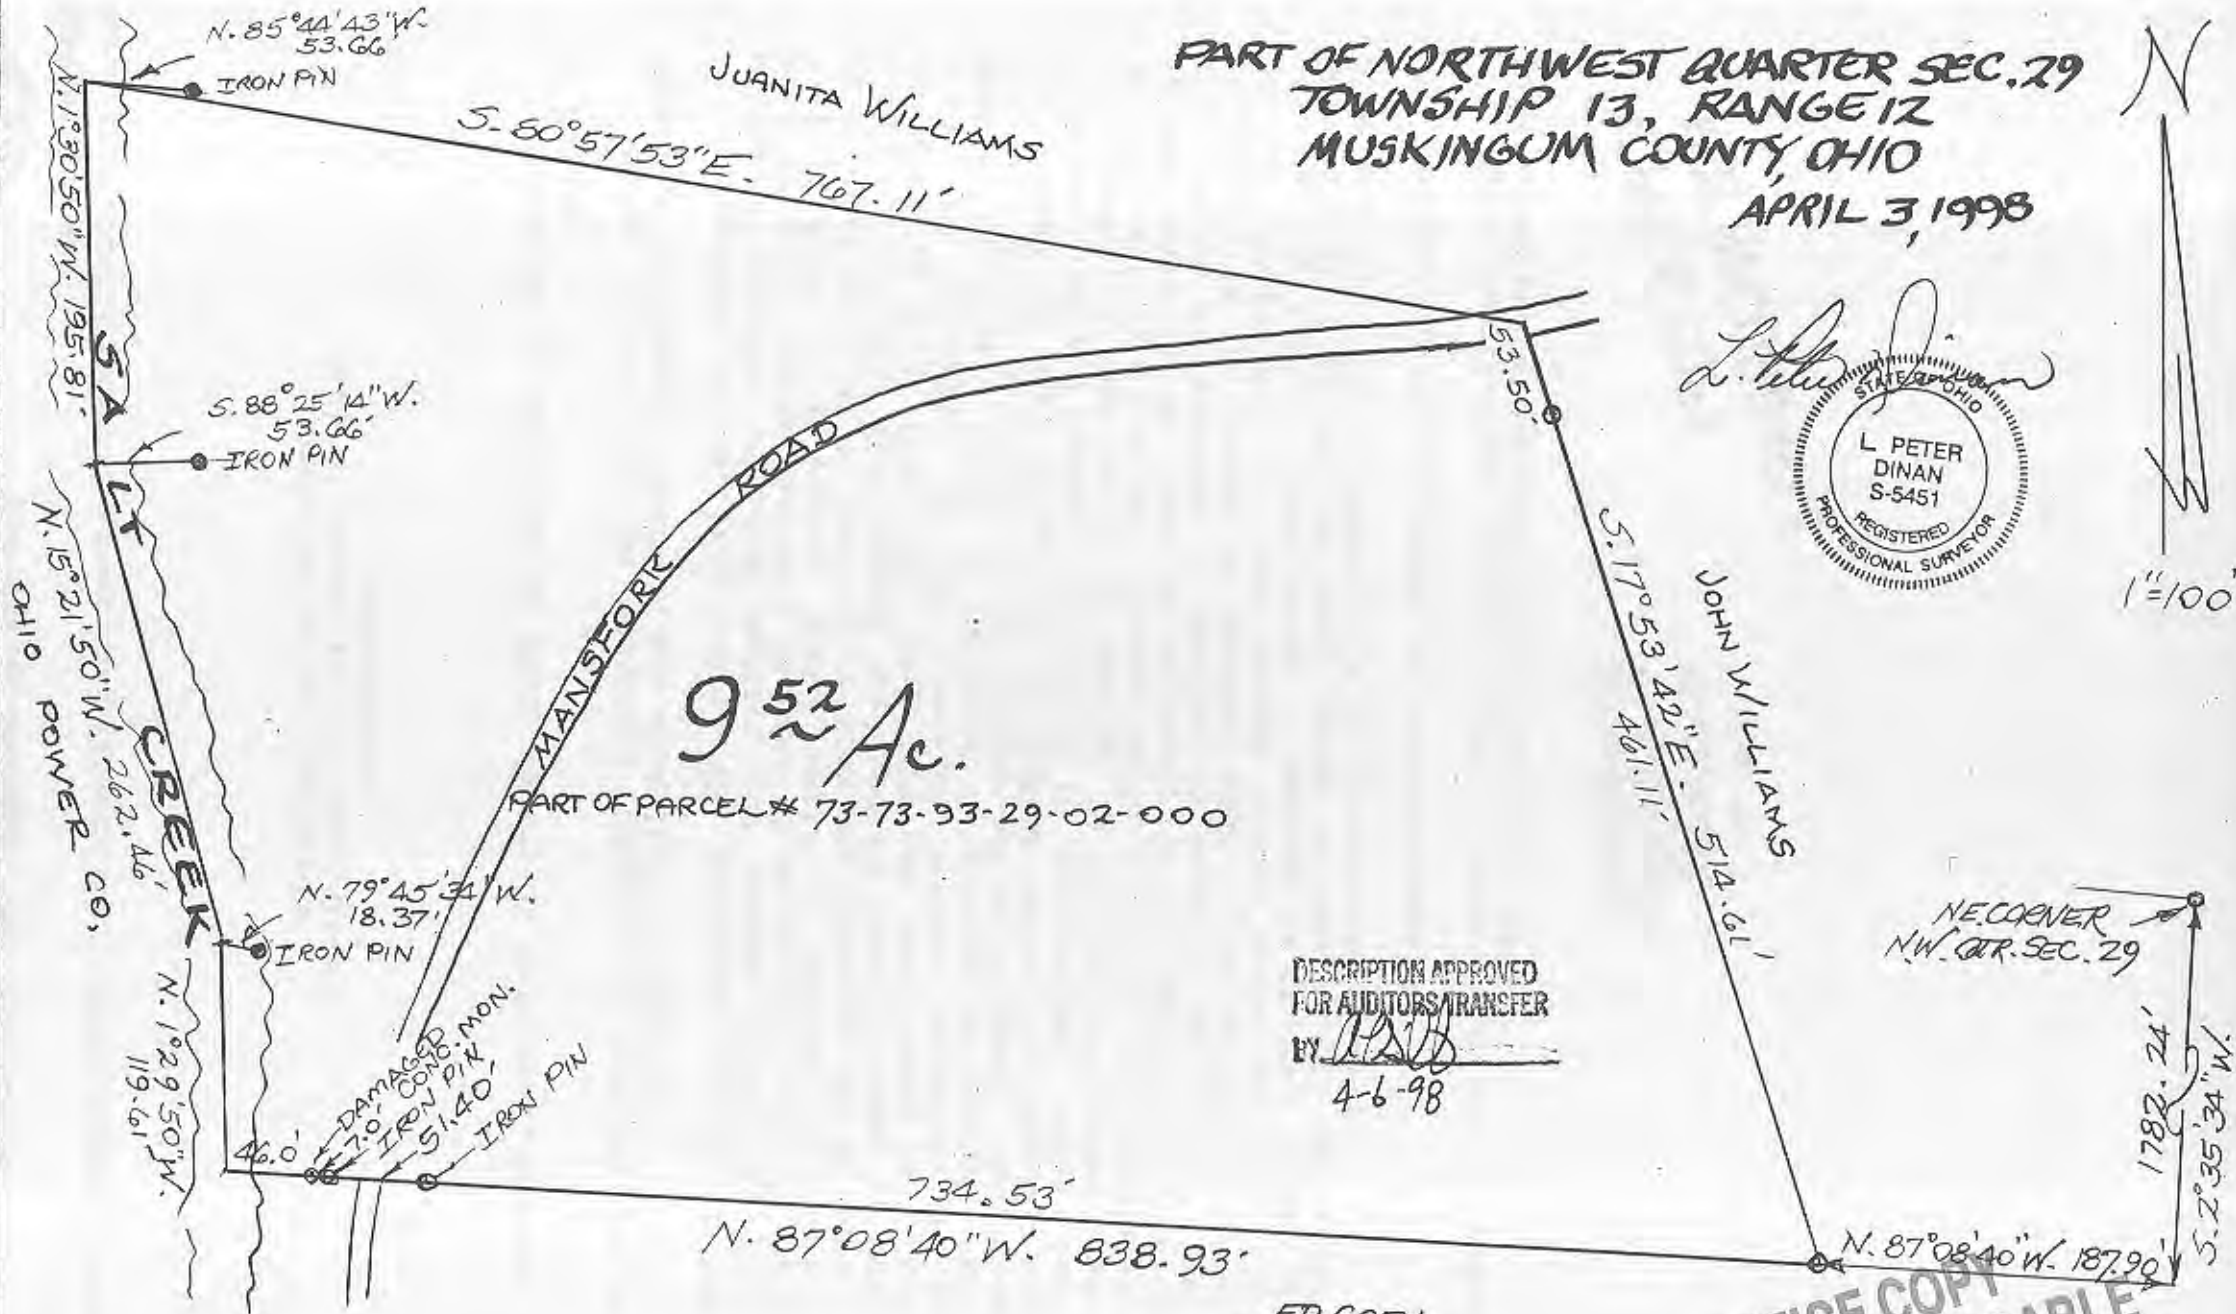 PART OF NORTHWEST QUARTER SEC. 29
TOWNSHIP 13, RANGE 12
MUSKINGUM COUNTY, OHIO
APRIL 3, 1998
N
1"=100'
L. Peter Dinan
STATE OF OHIO
L PETER
DINAN
S-5451
REGISTERED
PROFESSIONAL SURVEYOR
N. 85°44'43"W.
53.66'
IRON PIN
JUANITA WILLIAMS
S. 80°57'53"E. 767.11'
N. 1°30'50"W. 195.81'
S. 88°25'14"W.
53.66'
IRON PIN
SALT CREEK
N. 15°21'50"W. 262.46'
OHIO POWER CO.
MANSFORK ROAD
53.50'
S. 17°53'42"E. 514.61'
461.11'
JOHN WILLIAMS
9 52 Ac.
PART OF PARCEL # 73-73-93-29-02-000
N. 79°45'34"W.
18.37'
IRON PIN
N. 1°29'50"W.
119.61'
DAMAGED
CONC. MON.
7.0'
IRON PIN
51.40'
IRON PIN
46.0'
734.53'
N. 87°08'40"W. 838.93'
DESCRIPTION APPROVED
FOR AUDITORS TRANSFER
BY
4-6-98
N.E. CORNER
N.W. QTR. SEC. 29
1782.24'
S. 2°35'34"W.
N. 87°08'40"W. 187.90'
COPY